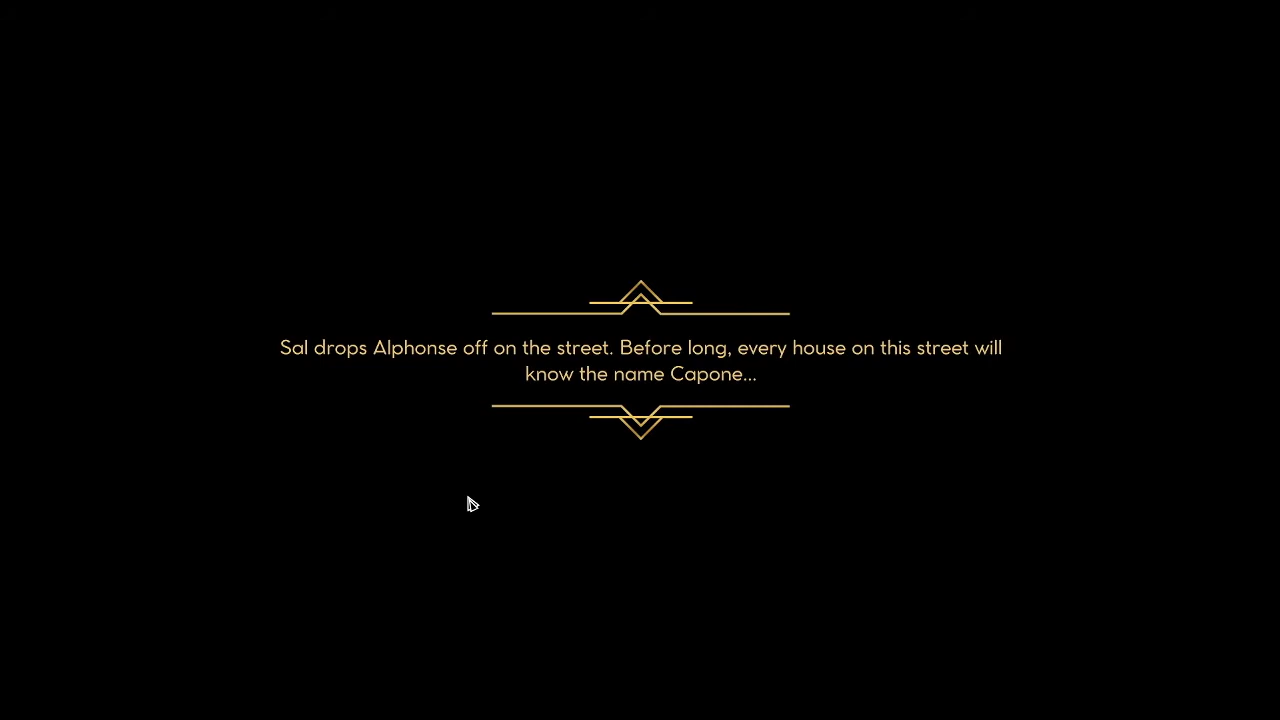 Sal drops Alphonse off on the street. Before long, every house on this street will
know the name Capone...